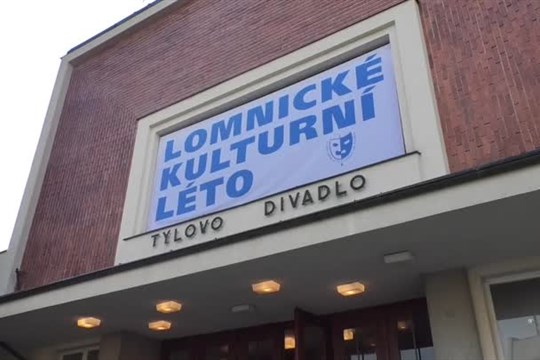 LOMNICKÉ
KULTURNÍ
LÉTO
TYLOVO DIVADLO